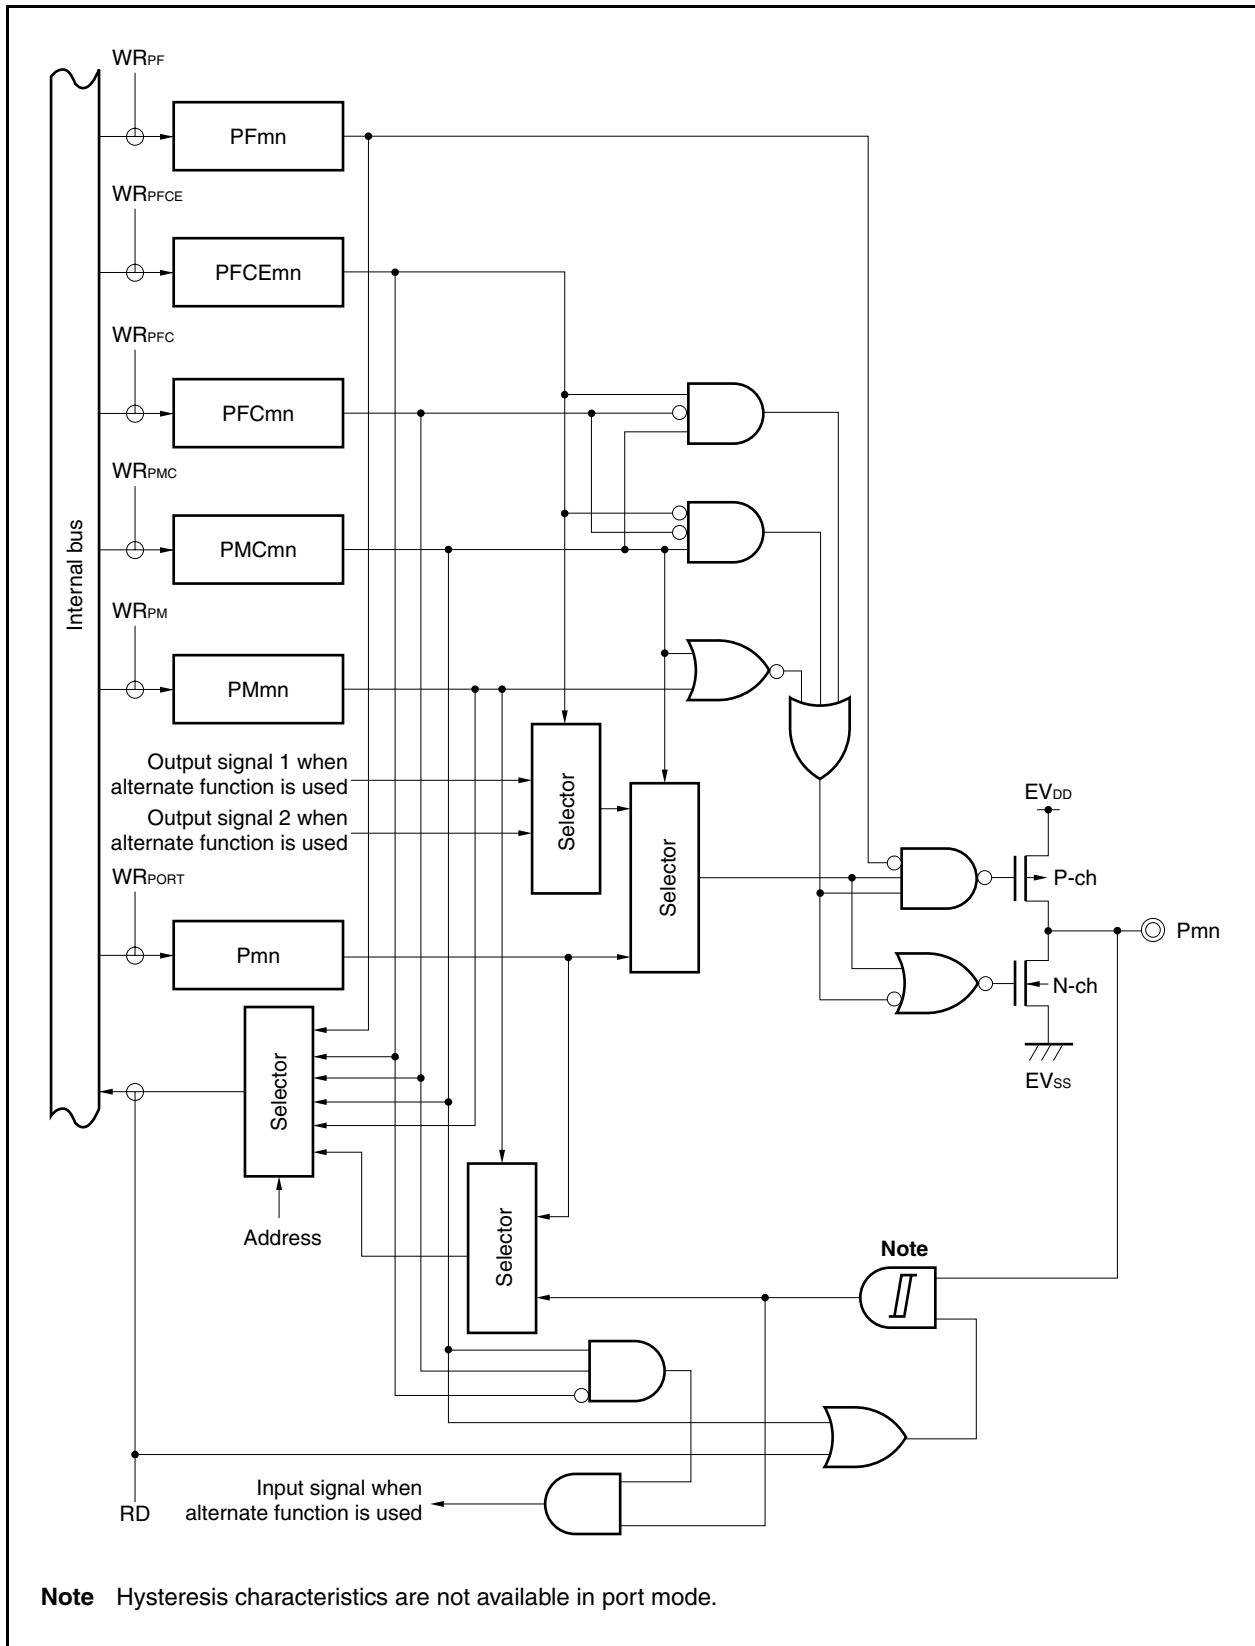 WRPF
PFmn
WRPFCE
PFCEmn
WRPFC
PFCmn
WRPMC
PMCmn
Internal bus
WRPM
PMmn
Output signal 1 when
alternate function is used
Output signal 2 when
alternate function is used
Selector
Selector
EVDD
P-ch
WRPORT
Pmn
Pmn
N-ch
EVSS
Selector
Address
Selector
Note
Input signal when
alternate function is used
RD
Note Hysteresis characteristics are not available in port mode.